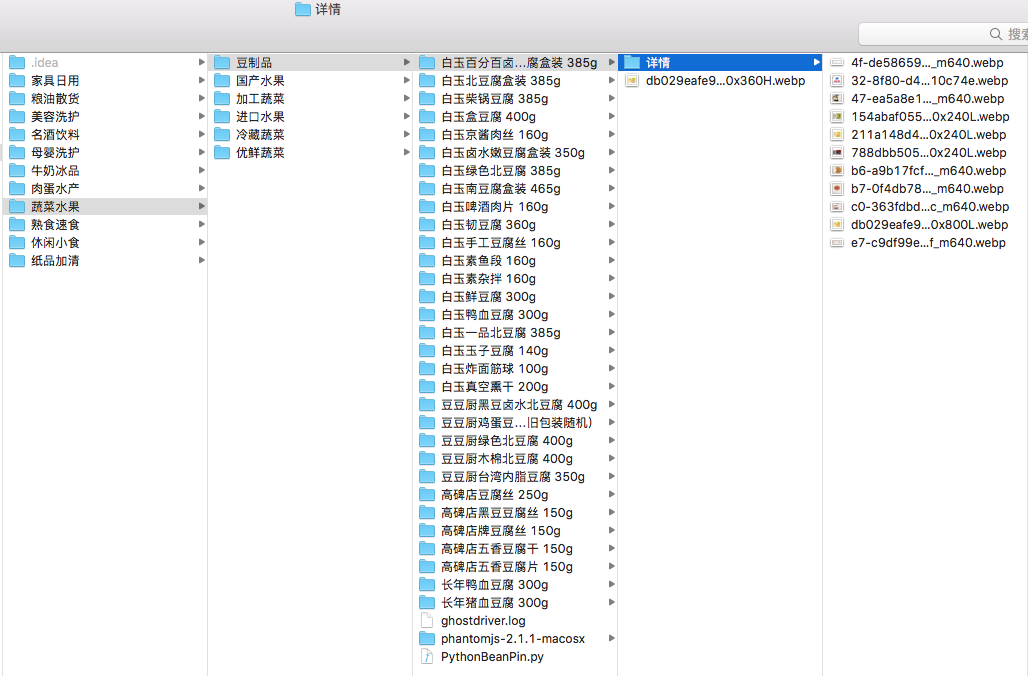 详情
搜索
.idea
家具日用
粮油散货
美容洗护
名酒饮料
母婴洗护
牛奶冰品
肉蛋水产
蔬菜水果
熟食速食
休闲小食
纸品加清
豆制品
国产水果
加工蔬菜
进口水果
冷藏蔬菜
优鲜蔬菜
白玉百分百卤...腐盒装 385g
白玉北豆腐盒装 385g
白玉柴锅豆腐 385g
白玉盒豆腐 400g
白玉京酱肉丝 160g
白玉卤水嫩豆腐盒装 350g
白玉绿色北豆腐 385g
白玉南豆腐盒装 465g
白玉啤酒肉片 160g
白玉韧豆腐 360g
白玉手工豆腐丝 160g
白玉素鱼段 160g
白玉素杂拌 160g
白玉鲜豆腐 300g
白玉鸭血豆腐 300g
白玉一品北豆腐 385g
白玉玉子豆腐 140g
白玉炸面筋球 100g
白玉真空熏干 200g
豆豆厨黑豆卤水北豆腐 400g
豆豆厨鸡蛋豆...旧包装随机）
豆豆厨绿色北豆腐 400g
豆豆厨木棉北豆腐 400g
豆豆厨台湾内脂豆腐 350g
高碑店豆腐丝 250g
高碑店黑豆豆腐丝 150g
高碑店牌豆腐丝 150g
高碑店五香豆腐干 150g
高碑店五香豆腐片 150g
长年鸭血豆腐 300g
长年猪血豆腐 300g
ghostdriver.log
phantomjs-2.1.1-macosx
PythonBeanPin.py
详情
db029eafe9...0x360H.webp
4f-de58659..._m640.webp
32-8f80-d4...10c74e.webp
47-ea5a8e1..._m640.webp
154abaf055...0x240L.webp
211a148d4...0x240L.webp
788dbb505...0x240L.webp
b6-a9b17fcf..._m640.webp
b7-0f4db78..._m640.webp
c0-363fdbd...c_m640.webp
db029eafe9...0x800L.webp
e7-c9df99e...f_m640.webp